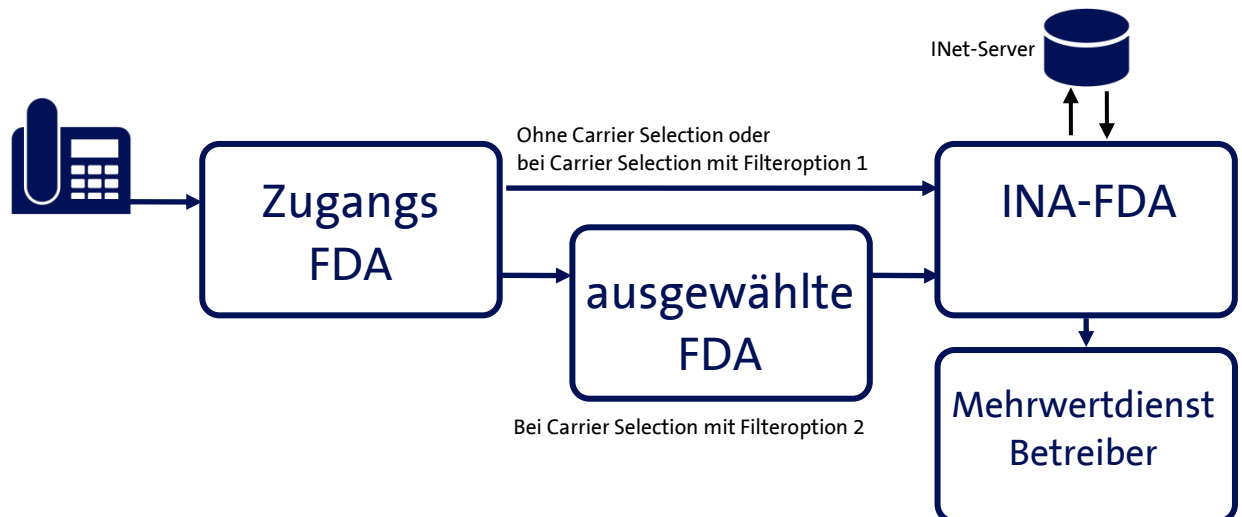 INet-Server
Ohne Carrier Selection oder
bei Carrier Selection mit Filteroption 1
Zugangs
FDA
INA-FDA
ausgewählte
FDA
Bei Carrier Selection mit Filteroption 2
Mehrwertdienst
Betreiber